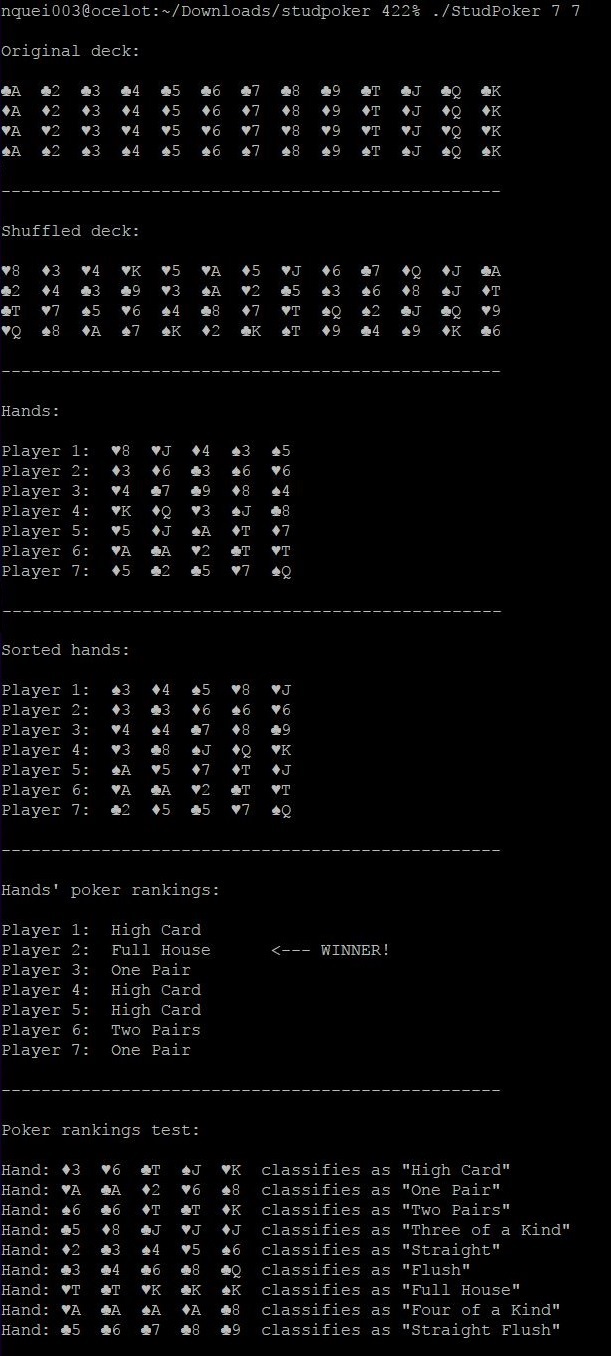 nquei003@ocelot:~/Downloads/studpoker 422% ./StudPoker 7 7
Original deck:
♣A ♣2 ♣3 ♣4 ♣5 ♣6 ♣7 ♣8 ♣9 ♣T ♣J ♣Q ♣K
♦A ♦2 ♦3 ♦4 ♦5 ♦6 ♦7 ♦8 ♦9 ♦T ♦J ♦Q ♦K
♥A ♥2 ♥3 ♥4 ♥5 ♥6 ♥7 ♥8 ♥9 ♥T ♥J ♥Q ♥K
♠A ♠2 ♠3 ♠4 ♠5 ♠6 ♠7 ♠8 ♠9 ♠T ♠J ♠Q ♠K
--------------------------------------------------
Shuffled deck:
♥8 ♦3 ♥4 ♥K ♥5 ♥A ♦5 ♥J ♦6 ♣7 ♦Q ♦J ♣A
♣2 ♦4 ♣3 ♣9 ♥3 ♠A ♥2 ♣5 ♠3 ♠6 ♦8 ♠J ♦T
♣T ♥7 ♠5 ♥6 ♠4 ♣8 ♦7 ♥T ♠Q ♠2 ♣J ♣Q ♥9
♥Q ♠8 ♦A ♠7 ♠K ♦2 ♣K ♠T ♦9 ♣4 ♠9 ♦K ♣6
--------------------------------------------------
Hands:
Player 1: ♥8 ♥J ♦4 ♠3 ♠5
Player 2: ♦3 ♦6 ♣3 ♠6 ♥6
Player 3: ♥4 ♣7 ♣9 ♦8 ♠4
Player 4: ♥K ♦Q ♥3 ♠J ♣8
Player 5: ♥5 ♦J ♠A ♦T ♦7
Player 6: ♥A ♣A ♥2 ♣T ♥T
Player 7: ♦5 ♣2 ♣5 ♥7 ♠Q
--------------------------------------------------
Sorted hands:
Player 1: ♠3 ♦4 ♠5 ♥8 ♥J
Player 2: ♦3 ♣3 ♦6 ♠6 ♥6
Player 3: ♥4 ♠4 ♣7 ♦8 ♣9
Player 4: ♥3 ♣8 ♠J ♦Q ♥K
Player 5: ♠A ♥5 ♦7 ♦T ♦J
Player 6: ♥A ♣A ♥2 ♣T ♥T
Player 7: ♣2 ♦5 ♣5 ♥7 ♠Q
--------------------------------------------------
Hands' poker rankings:
Player 1: High Card
Player 2: Full House <--- WINNER!
Player 3: One Pair
Player 4: High Card
Player 5: High Card
Player 6: Two Pairs
Player 7: One Pair
--------------------------------------------------
Poker rankings test:
Hand: ♦3 ♥6 ♣T ♠J ♥K classifies as "High Card"
Hand: ♥A ♣A ♦2 ♥6 ♠8 classifies as "One Pair"
Hand: ♠6 ♣6 ♦T ♣T ♦K classifies as "Two Pairs"
Hand: ♣5 ♦8 ♣J ♥J ♦J classifies as "Three of a Kind"
Hand: ♦2 ♣3 ♠4 ♥5 ♠6 classifies as "Straight"
Hand: ♣3 ♣4 ♣6 ♣8 ♣Q classifies as "Flush"
Hand: ♥T ♣T ♥K ♣K ♠K classifies as "Full House"
Hand: ♥A ♣A ♠A ♦A ♣8 classifies as "Four of a Kind"
Hand: ♣5 ♣6 ♣7 ♣8 ♣9 classifies as "Straight Flush"